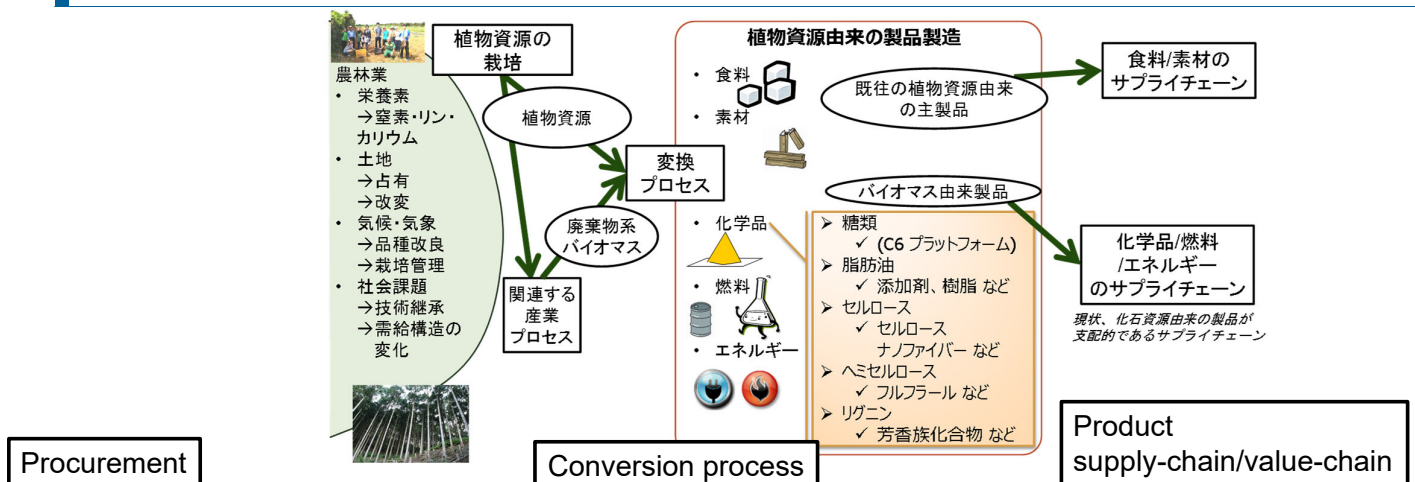 植物資源の
栽培
農林業
• 栄養素
→窒素・リン・
カリウム
• 土地
→占有
→改変
• 気候・気象
→品種改良
→栽培管理
• 社会課題
→技術継承
→需給構造の
変化
植物資源
廃棄物系
バイオマス
関連する
産業
プロセス
変換
プロセス
植物資源由来の製品製造
• 食料
• 素材
• 化学品
• 燃料
• エネルギー
既往の植物資源由来
の主製品
バイオマス由来製品
➢ 糖類
✓ (C6 プラットフォーム)
➢ 脂肪油
✓ 添加剤、樹脂 など
➢ セルロース
✓ セルロース
ナノファイバー など
➢ ヘミセルロース
✓ フルフラール など
➢ リグニン
✓ 芳香族化合物 など
食料/素材の
サプライチェーン
化学品/燃料
/エネルギー
のサプライチェーン
現状、化石資源由来の製品が
支配的であるサプライチェーン
Procurement
Conversion process
Product
supply-chain/value-chain